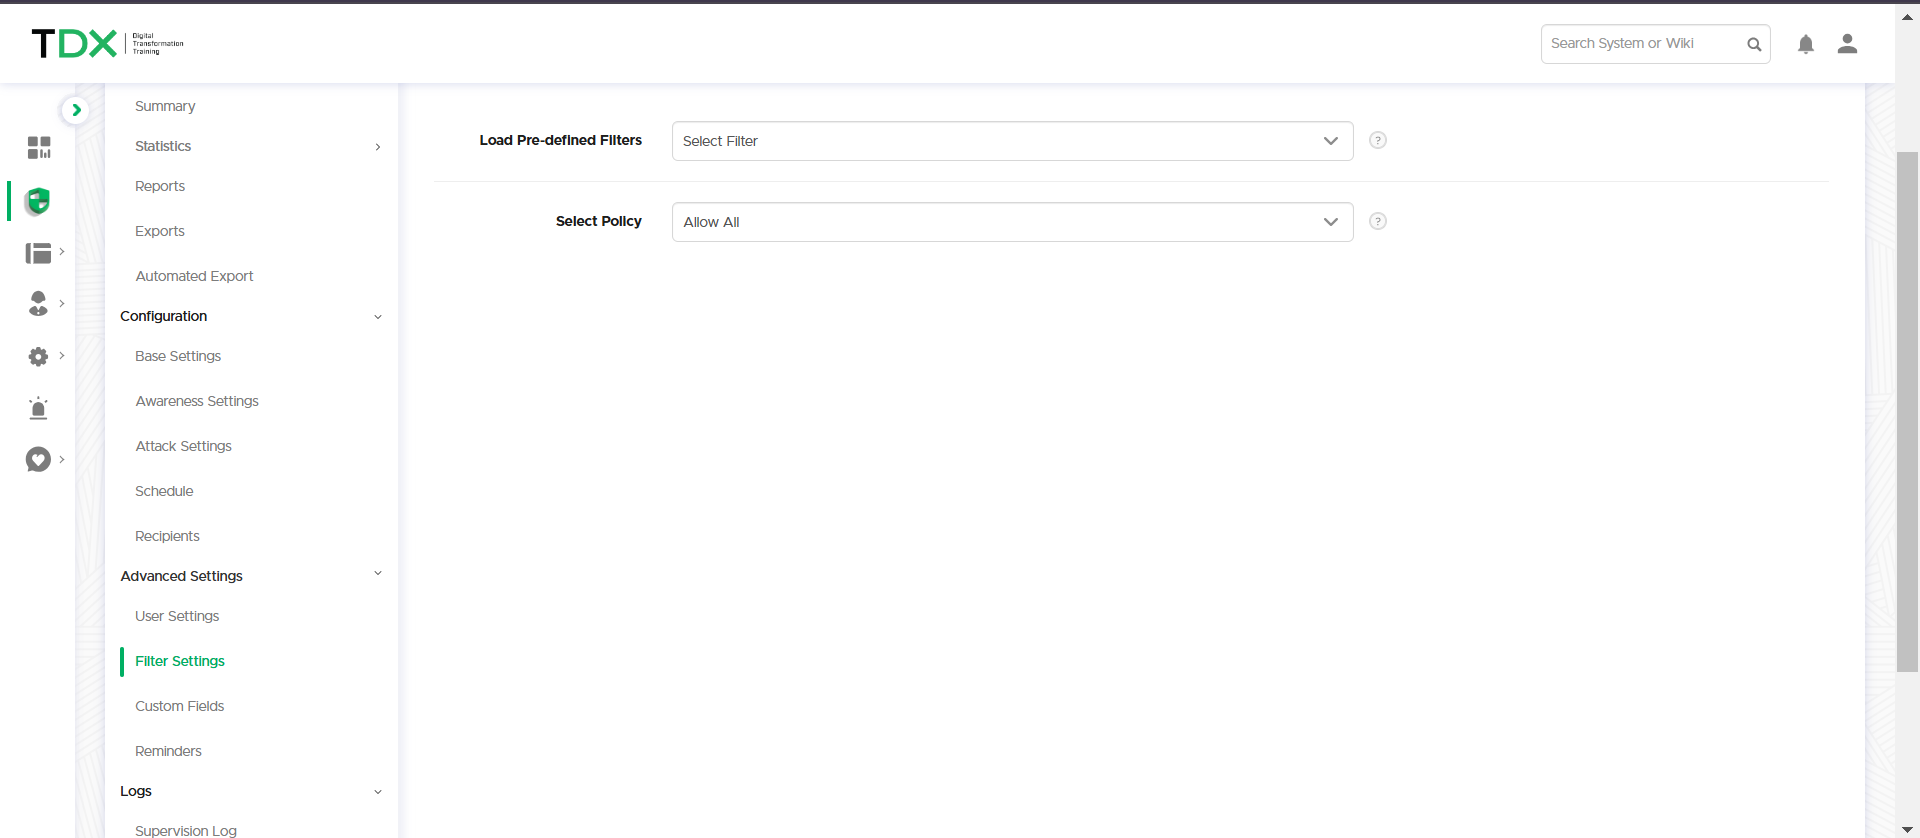 TDX
Digital
Transformation
Training
Search System or Wiki
Summary
Statistics
Reports
Exports
Automated Export
Configuration
Base Settings
Awareness Settings
Attack Settings
Schedule
Recipients
Advanced Settings
User Settings
Filter Settings
Custom Fields
Reminders
Logs
Supervision Log
Load Pre-defined Filters
Select Filter
?
Select Policy
Allow All
?